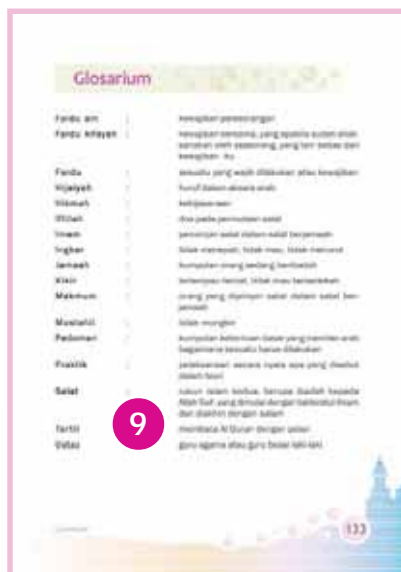 Glosarium
Fardu ain : kewajiban perseorangan
Fardu kifayah : kewajiban bersama, yang apabila sudah
oleh seseorang, yang lain bebas dari
kewajiban itu
Fardu : sesuatu yang wajib dilakukan atau kewajiban
Hijaiyah : huruf dalam aksara arab
Hikmah : kebijaksanaan
Iftitah : doa pada permulaan salat
Imam : pemimpin salat dalam salat berjamaah
Ingkar : tidak menepati, tidak mau, tidak menurut
Jamaah : kumpulan orang sedang beribadah
Kikir : terlampau hemat, tidak mau
Makmum : orang yang dipimpin salat dalam salat ber-
jamaah
Mustahil : tidak mungkin
Pedoman : kumpulan ketentuan dasar yang memberi arah
bagaimana sesuatu harus dilakukan
Praktik : pelaksanaan secara nyata apa yang disebut
dalam teori
Salat : rukun Islam kedua, berupa ibadah kepada
Allah Swt. yang dimulai dengan takbiratul ihram
dan diakhiri dengan salam
Tartil : membaca Al Quran dengan pelan
Ustaz : guru agama atau guru besar laki-laki
9
133